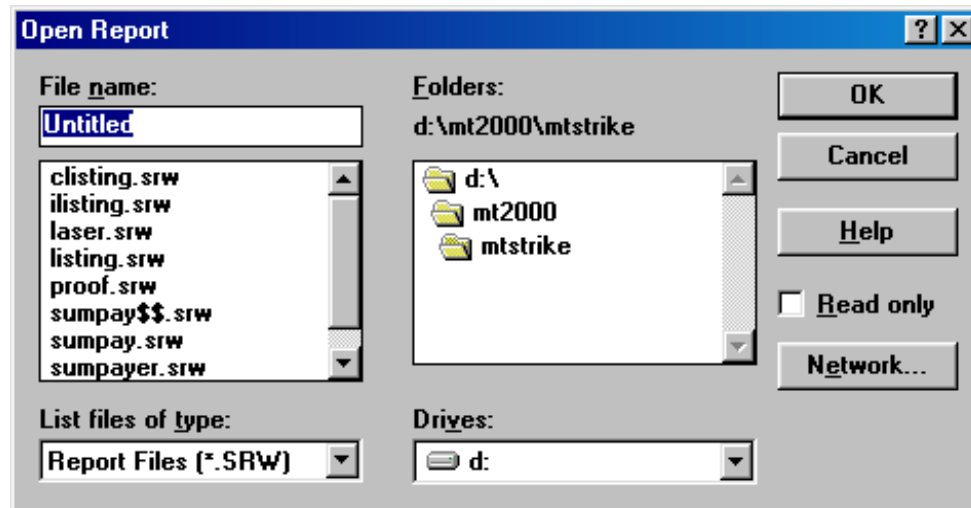 Open Report
File name:
Untitled
clisting.srw
ilisting.srw
laser.srw
listing.srw
proof.srw
sumpay$$.srw
sumpay.srw
sumpayer.srw
List files of type:
Report Files (*.SRW)
Folders:
d:\mt2000\mtstrike
d:\
mt2000
mtstrike
Drives:
d:
OK
Cancel
Help
Read only
Network...